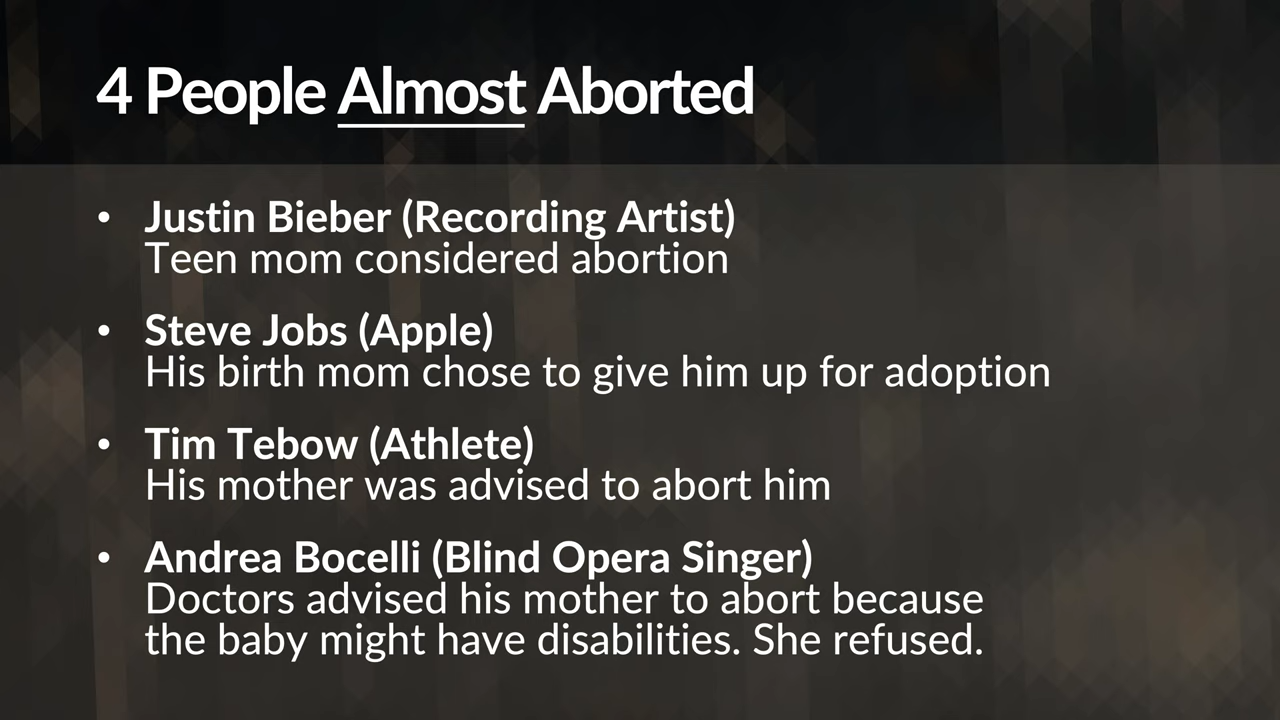 4 People Almost Aborted
• Justin Bieber (Recording Artist)
Teen mom considered abortion
• Steve Jobs (Apple)
His birth mom chose to give him up for adoption
• Tim Tebow (Athlete)
His mother was advised to abort him
• Andrea Bocelli (Blind Opera Singer)
Doctors advised his mother to abort because
the baby might have disabilities. She refused.